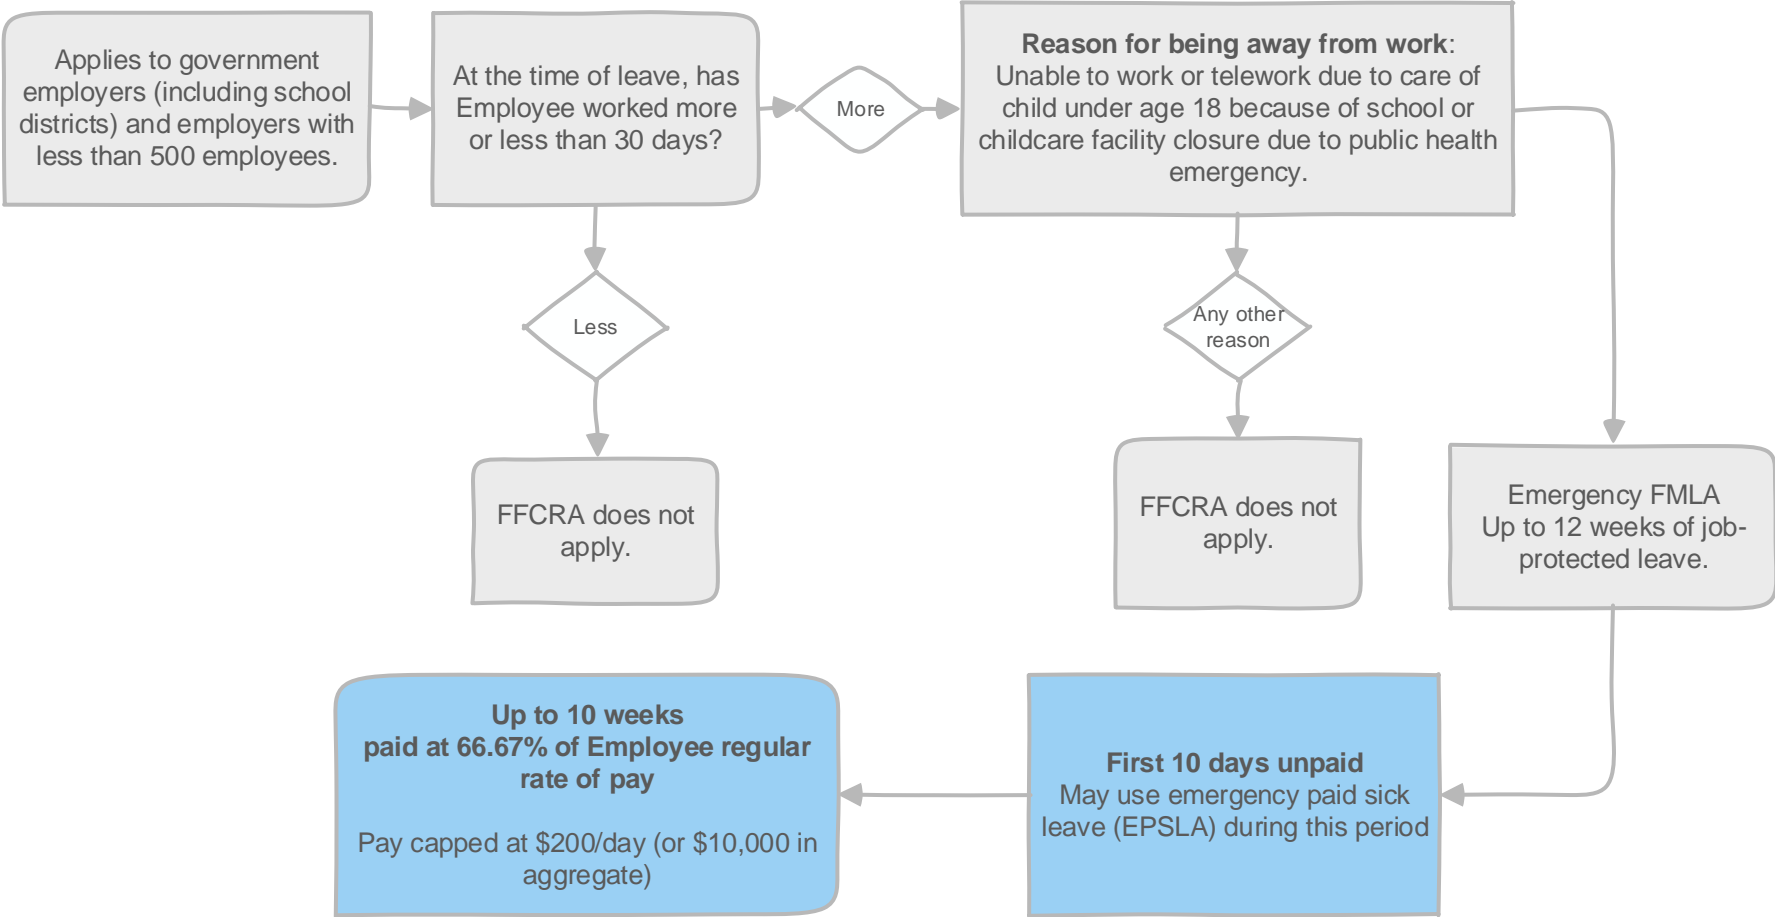 Applies to government
employers (including school
districts) and employers with
less than 500 employees.
At the time of leave, has
Employee worked more
or less than 30 days?
More
Reason for being away from work:
Unable to work or telework due to care of
child under age 18 because of school or
childcare facility closure due to public health
emergency.
Less
Any other
reason
FFCRA does not
apply.
FFCRA does not
apply.
Emergency FMLA
Up to 12 weeks of job-
protected leave.
Up to 10 weeks
paid at 66.67% of Employee regular
rate of pay
Pay capped at $200/day (or $10,000 in
aggregate)
First 10 days unpaid
May use emergency paid sick
leave (EPSLA) during this period